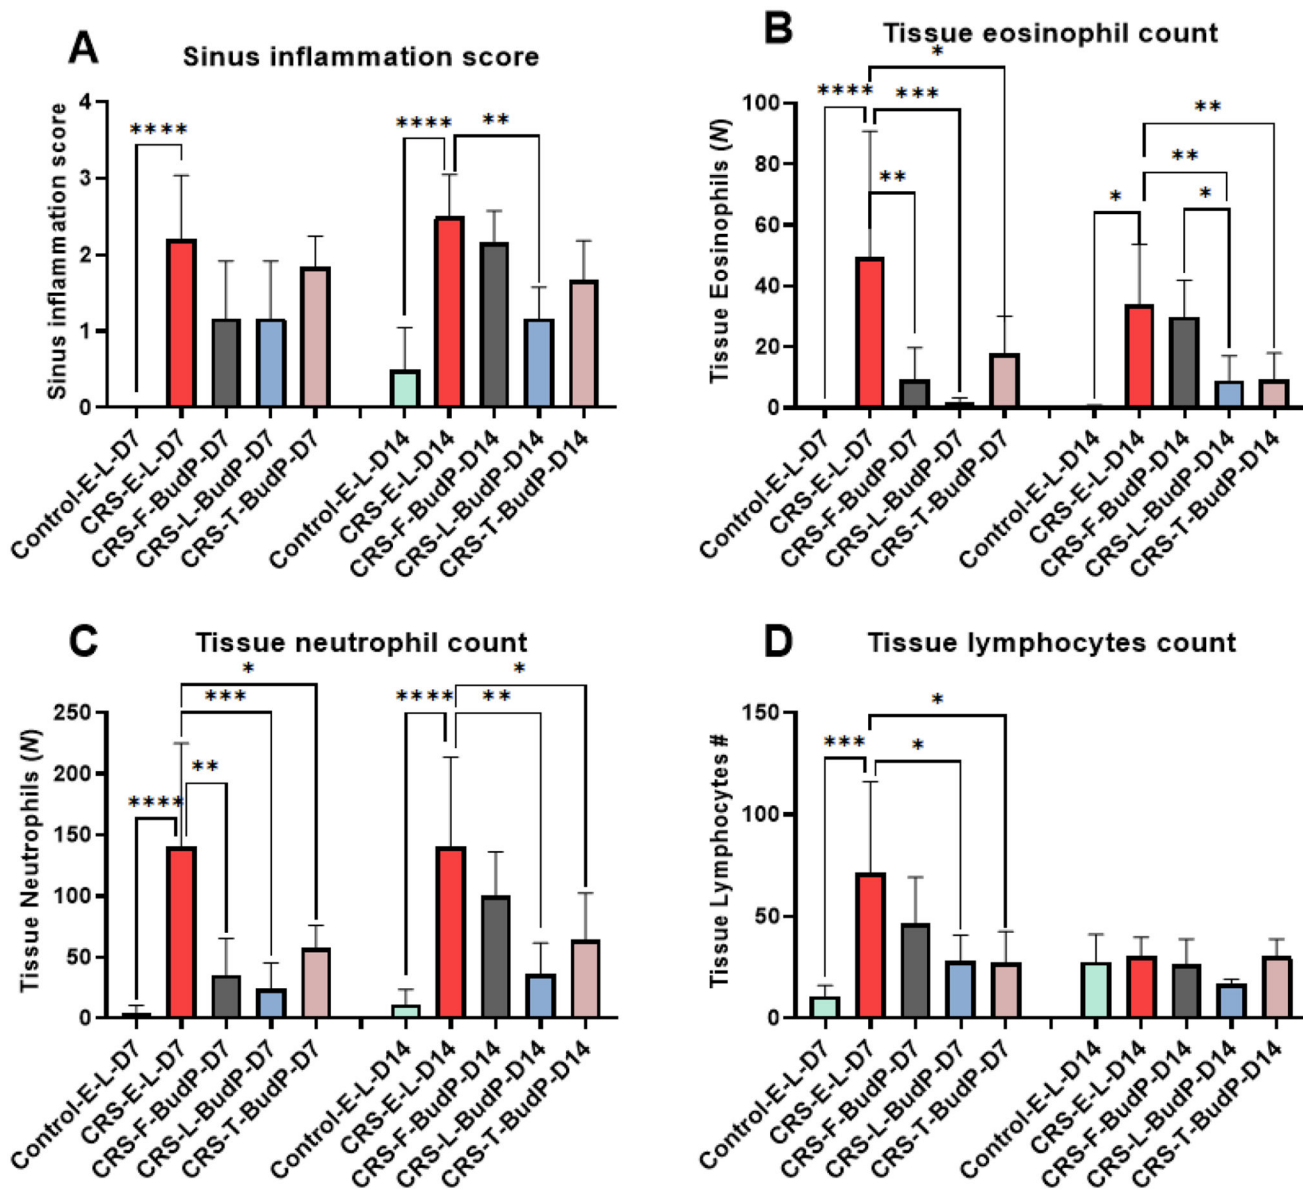 A
Sinus inflammation score
Sinus inflammation score
4
3
2
1
0
****
****
**
Control-E-L-D7
CRS-E-L-D7
CRS-F-BudP-D7
CRS-L-BudP-D7
CRS-T-BudP-D7
Control-E-L-D14
CRS-E-L-D14
CRS-F-BudP-D14
CRS-L-BudP-D14
CRS-T-BudP-D14
B
Tissue eosinophil count
Tissue Eosinophils (N)
100
80
60
40
20
0
*
****
***
**
**
**
*
*
Control-E-L-D7
CRS-E-L-D7
CRS-F-BudP-D7
CRS-L-BudP-D7
CRS-T-BudP-D7
Control-E-L-D14
CRS-E-L-D14
CRS-F-BudP-D14
CRS-L-BudP-D14
CRS-T-BudP-D14
C
Tissue neutrophil count
Tissue Neutrophils (N)
250
200
150
100
50
0
*
***
**
****
*
****
**
Control-E-L-D7
CRS-E-L-D7
CRS-F-BudP-D7
CRS-L-BudP-D7
CRS-T-BudP-D7
Control-E-L-D14
CRS-E-L-D14
CRS-F-BudP-D14
CRS-L-BudP-D14
CRS-T-BudP-D14
D
Tissue lymphocytes count
Tissue Lymphocytes #
150
100
50
0
*
***
*
Control-E-L-D7
CRS-E-L-D7
CRS-F-BudP-D7
CRS-L-BudP-D7
CRS-T-BudP-D7
Control-E-L-D14
CRS-E-L-D14
CRS-F-BudP-D14
CRS-L-BudP-D14
CRS-T-BudP-D14